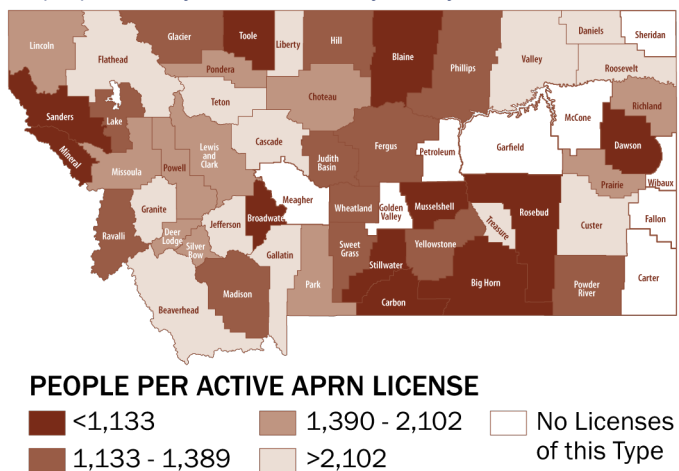 Lincoln
Flathead
Glacier
Toole
Liberty
Hill
Blaine
Phillips
Valley
Daniels
Sheridan
Roosevelt
Pondera
Teton
Choteau
Sanders
Lake
Mineral
Missoula
Powell
Lewis
and
Clark
Cascade
Judith
Basin
Fergus
Petroleum
Garfield
McCone
Richland
Dawson
Prairie
Wibaux
Granite
Ravalli
Deer
Lodge
Silver
Bow
Jefferson
Broadwate
Meagher
Wheatland
Golden
Valley
Musselshell
Rosebud
Treasure
Custer
Fallon
Gallatin
Park
Sweet
Grass
Stillwater
Yellowstone
Carbon
Big Horn
Powder
River
Carter
Beaverhead
Madison
PEOPLE PER ACTIVE APRN LICENSE
<1,133
1,390 - 2,102
No Licenses
of this Type
1,133 - 1,389
>2,102